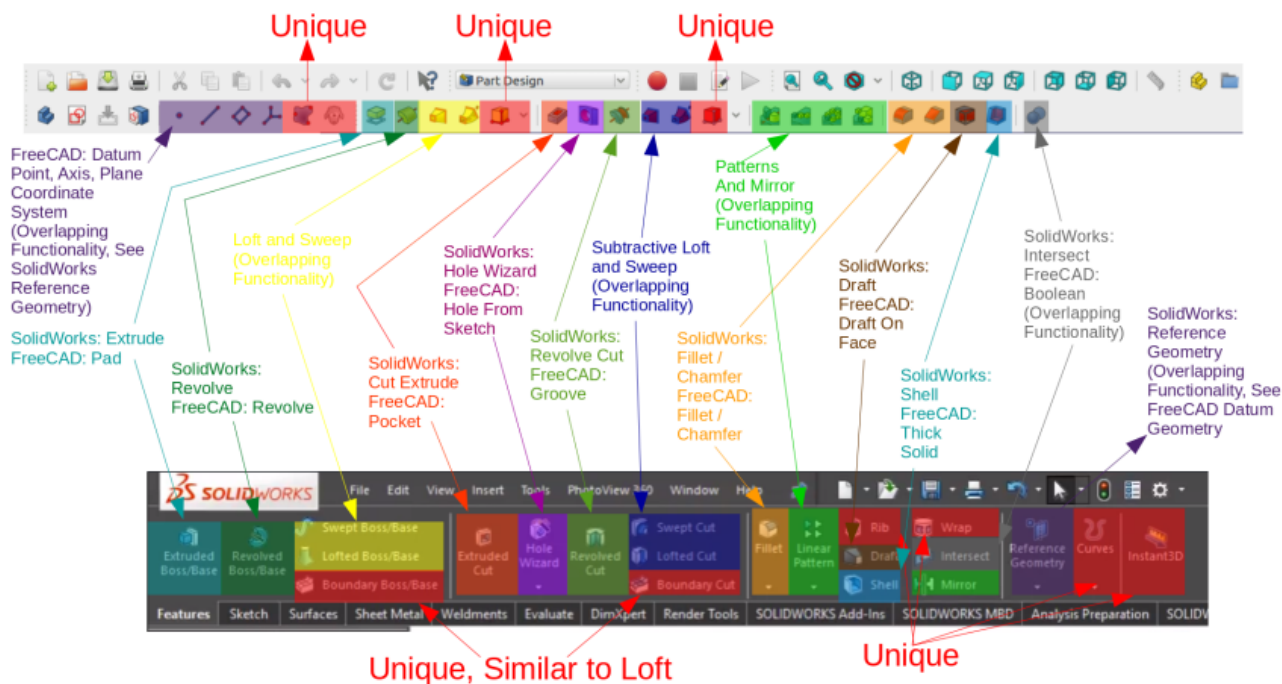 Unique
Unique
Unique
Part Design
FreeCAD: Datum
Point, Axis, Plane
Coordinate
System
(Overlapping
Functionality, See
SolidWorks
Reference
Geometry)
SolidWorks: Extrude
FreeCAD: Pad
SolidWorks:
Revolve
FreeCAD: Revolve
Loft and Sweep
(Overlapping
Functionality)
SolidWorks:
Cut Extrude
FreeCAD:
Pocket
SolidWorks:
Hole Wizard
FreeCAD:
Hole From
Sketch
SolidWorks:
Revolve Cut
FreeCAD:
Groove
Subtractive Loft
and Sweep
(Overlapping
Functionality)
SolidWorks:
Fillet /
Chamfer
FreeCAD:
Fillet /
Chamfer
Patterns
And Mirror
(Overlapping
Functionality)
SolidWorks:
Draft
FreeCAD:
Draft On
Face
SolidWorks:
Shell
FreeCAD:
Thick
Solid
SolidWorks:
Intersect
FreeCAD:
Boolean
(Overlapping
Functionality)
SolidWorks:
Reference
Geometry
(Overlapping
Functionality, See
FreeCAD Datum
Geometry
SOLIDWORKS File Edit View Insert Tools PhotoView 360 Window Help
Extruded
Boss/Base
Revolved
Boss/Base
Swept Boss/Base
Lofted Boss/Base
Boundary Boss/Base
Extruded
Cut
Hole
Wizard
Revolved
Cut
Swept Cut
Lofted Cut
Boundary Cut
Fillet
Linear
Pattern
Rib
Draft
Shell
Wrap
Intersect
Mirror
Reference
Geometry
Curves
Instant3D
Features Sketch Surfaces Sheet Metal Weldments Evaluate DimXpert Render Tools SOLIDWORKS Add-Ins SOLIDWORKS MBD Analysis Preparation
Unique, Similar to Loft
Unique